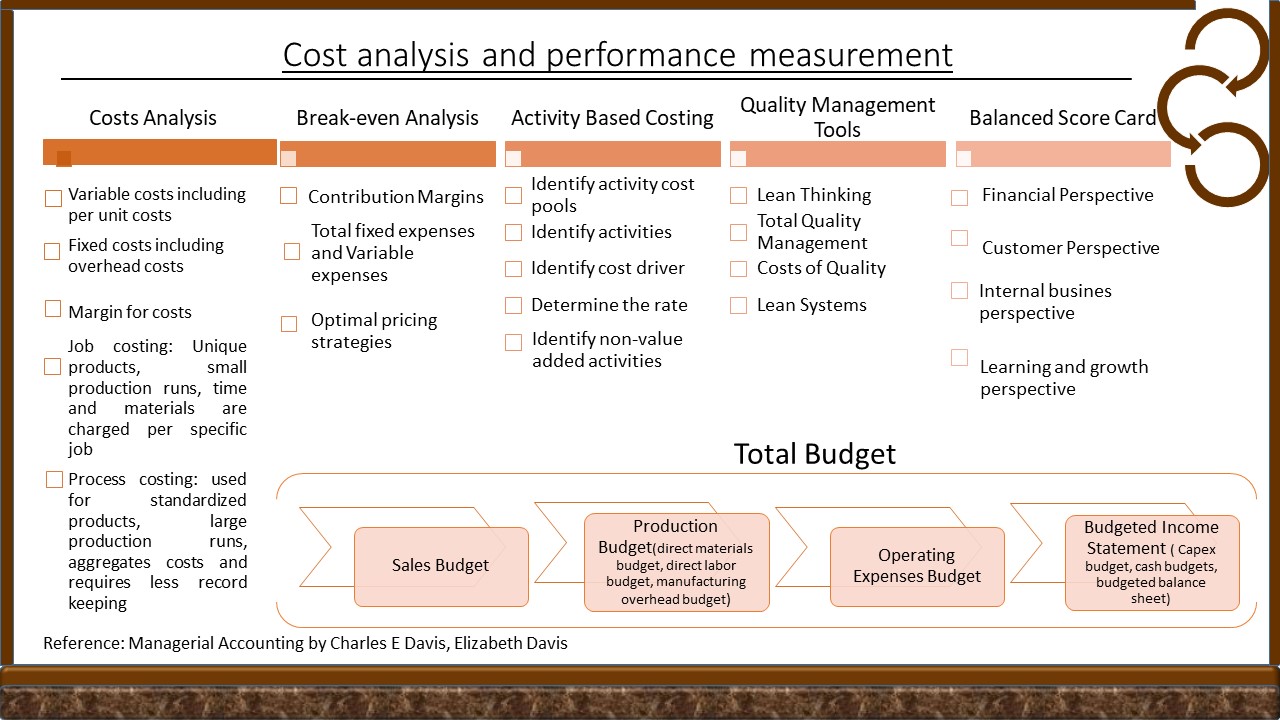 Cost analysis and performance measurement
Costs Analysis
Variable costs including
per unit costs
Fixed costs including
overhead costs
Margin for costs
Job costing: Unique
products, small
production runs, time
and materials are
charged per specific
job
Process costing: used
for standardized
products, large
production runs,
aggregates costs and
requires less record
keeping
Break-even Analysis
Contribution Margins
Total fixed expenses
and Variable
expenses
Optimal pricing
strategies
Activity Based Costing
Identify activity cost
pools
Identify activities
Identify cost driver
Determine the rate
Identify non-value
added activities
Quality Management
Tools
Lean Thinking
Total Quality
Management
Costs of Quality
Lean Systems
Balanced Score Card
Financial Perspective
Customer Perspective
Internal busines
perspective
Learning and growth
perspective
Total Budget
Sales Budget
Production
Budget(direct materials
budget, direct labor
budget, manufacturing
overhead budget)
Operating
Expenses Budget
Budgeted Income
Statement ( Capex
budget, cash budgets,
budgeted balance
sheet)
Reference: Managerial Accounting by Charles E Davis, Elizabeth Davis